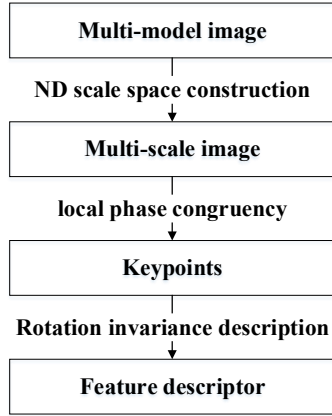 Multi-model image
ND scale space construction
Multi-scale image
local phase congruency
Keypoints
Rotation invariance description
Feature descriptor